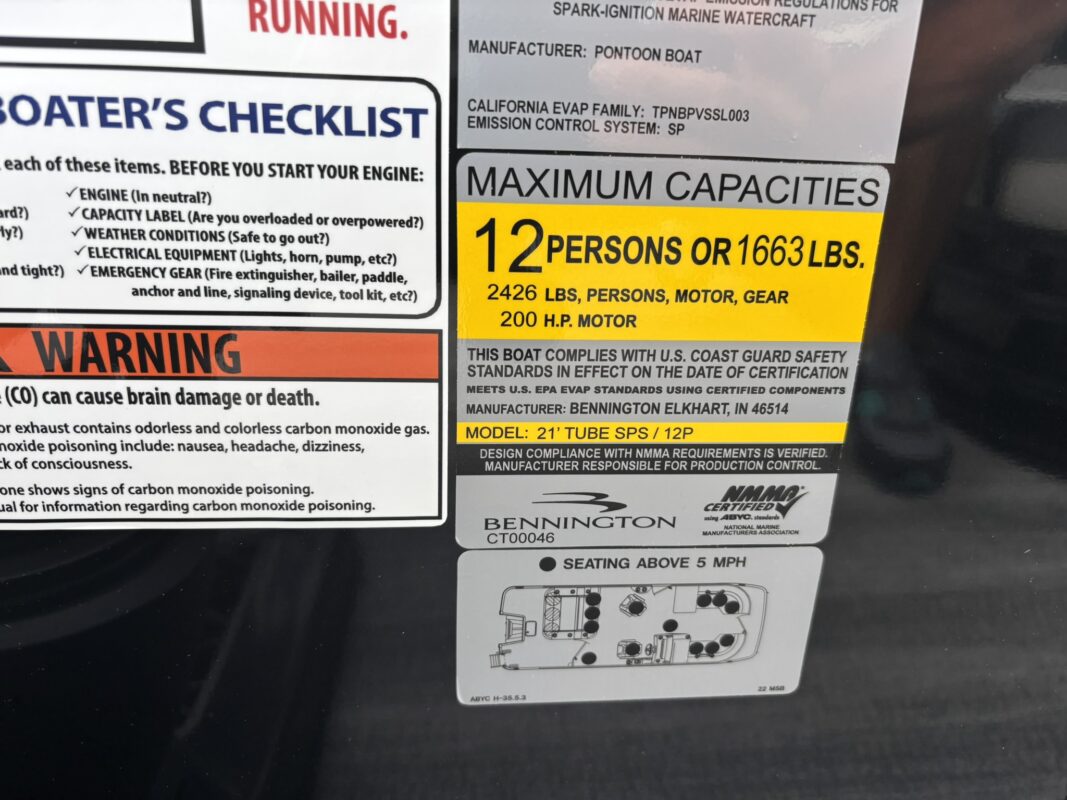 RUNNING.
BOATER'S CHECKLIST
each of these items. BEFORE YOU START YOUR ENGINE:
✓ENGINE (In neutral?)
ard?) ✓CAPACITY LABEL (Are you overloaded or overpowered?)
ly?) ✓WEATHER CONDITIONS (Safe to go out?)
✓ELECTRICAL EQUIPMENT (Lights, horn, pump, etc?)
nd tight?) ✓EMERGENCY GEAR (Fire extinguisher, bailer, paddle,
anchor and line, signaling device, tool kit, etc?)
WARNING
(CO) can cause brain damage or death.
or exhaust contains odorless and colorless carbon monoxide gas.
noxide poisoning include: nausea, headache, dizziness,
ck of consciousness.
one shows signs of carbon monoxide poisoning.
ual for information regarding carbon monoxide poisoning.
EVAP EMISSION REGULATIONS FOR
SPARK-IGNITION MARINE WATERCRAFT
MANUFACTURER: PONTOON BOAT
CALIFORNIA EVAP FAMILY: TPNBPVSSL003
EMISSION CONTROL SYSTEM: SP
MAXIMUM CAPACITIES
12 PERSONS OR 1663 LBS.
2426 LBS, PERSONS, MOTOR, GEAR
200 H.P. MOTOR
THIS BOAT COMPLIES WITH U.S. COAST GUARD SAFETY
STANDARDS IN EFFECT ON THE DATE OF CERTIFICATION
MEETS U.S. EPA EVAP STANDARDS USING CERTIFIED COMPONENTS
MANUFACTURER: BENNINGTON ELKHART, IN 46514
MODEL: 21' TUBE SPS / 12P
DESIGN COMPLIANCE WITH NMMA REQUIREMENTS IS VERIFIED.
MANUFACTURER RESPONSIBLE FOR PRODUCTION CONTROL.
BENNINGTON
CT00046
NMMA®
CERTIFIED
using ABYC. standards
NATIONAL MARINE
MANUFACTURERS ASSOCIATION
SEATING ABOVE 5 MPH
ABYC H-35.5.3
22 MSB